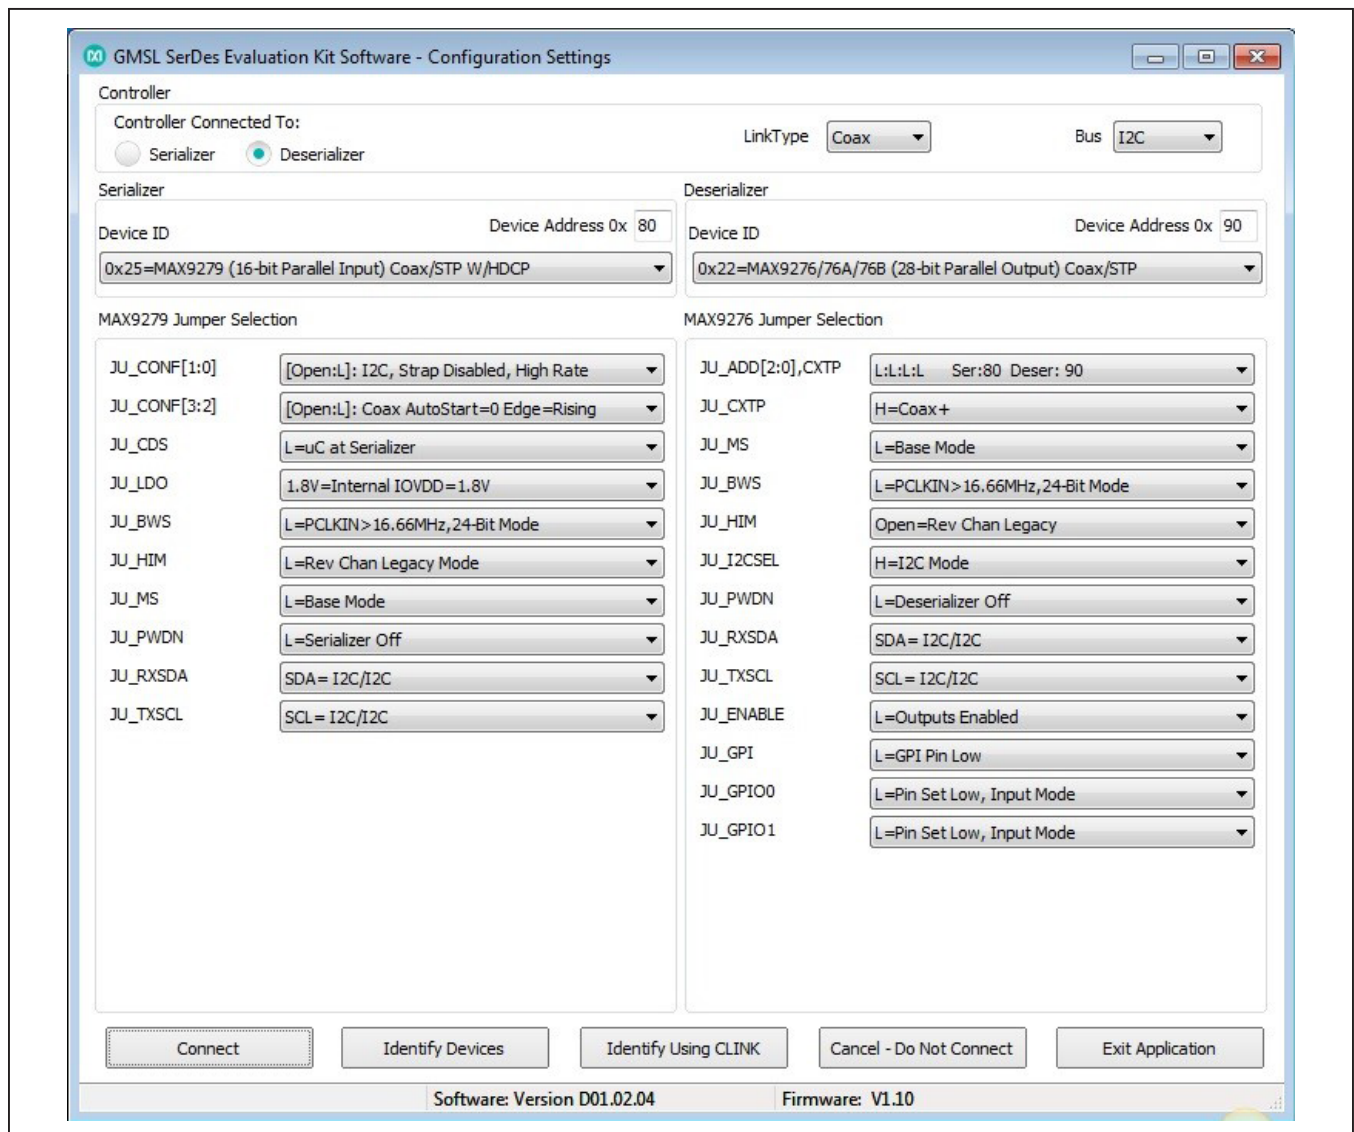 GMSL SerDes Evaluation Kit Software - Configuration Settings
Controller
Controller Connected To:
Serializer
Deserializer
LinkType
Coax
Bus
I2C
Serializer
Device ID
Device Address 0x 80
0x25=MAX9279 (16-bit Parallel Input) Coax/STP W/HDCP
Deserializer
Device ID
Device Address 0x 90
0x22=MAX9276/76A/76B (28-bit Parallel Output) Coax/STP
MAX9279 Jumper Selection
JU_CONF[1:0] [Open:L]: I2C, Strap Disabled, High Rate
JU_CONF[3:2] [Open:L]: Coax AutoStart=0 Edge=Rising
JU_CDS L=uC at Serializer
JU_LDO 1.8V=Internal IOVDD=1.8V
JU_BWS L=PCLKIN>16.66MHz,24-Bit Mode
JU_HIM L=Rev Chan Legacy Mode
JU_MS L=Base Mode
JU_PWDN L=Serializer Off
JU_RXSDA SDA= I2C/I2C
JU_TXSCL SCL= I2C/I2C
MAX9276 Jumper Selection
JU_ADD[2:0],CXTP L:L:L:L Ser:80 Deser: 90
JU_CXTP H=Coax+
JU_MS L=Base Mode
JU_BWS L=PCLKIN>16.66MHz,24-Bit Mode
JU_HIM Open=Rev Chan Legacy
JU_I2CSEL H=I2C Mode
JU_PWDN L=Deserializer Off
JU_RXSDA SDA= I2C/I2C
JU_TXSCL SCL= I2C/I2C
JU_ENABLE L=Outputs Enabled
JU_GPI L=GPI Pin Low
JU_GPIO0 L=Pin Set Low, Input Mode
JU_GPIO1 L=Pin Set Low, Input Mode
Connect
Identify Devices
Identify Using CLINK
Cancel - Do Not Connect
Exit Application
Software: Version D01.02.04
Firmware: V1.10